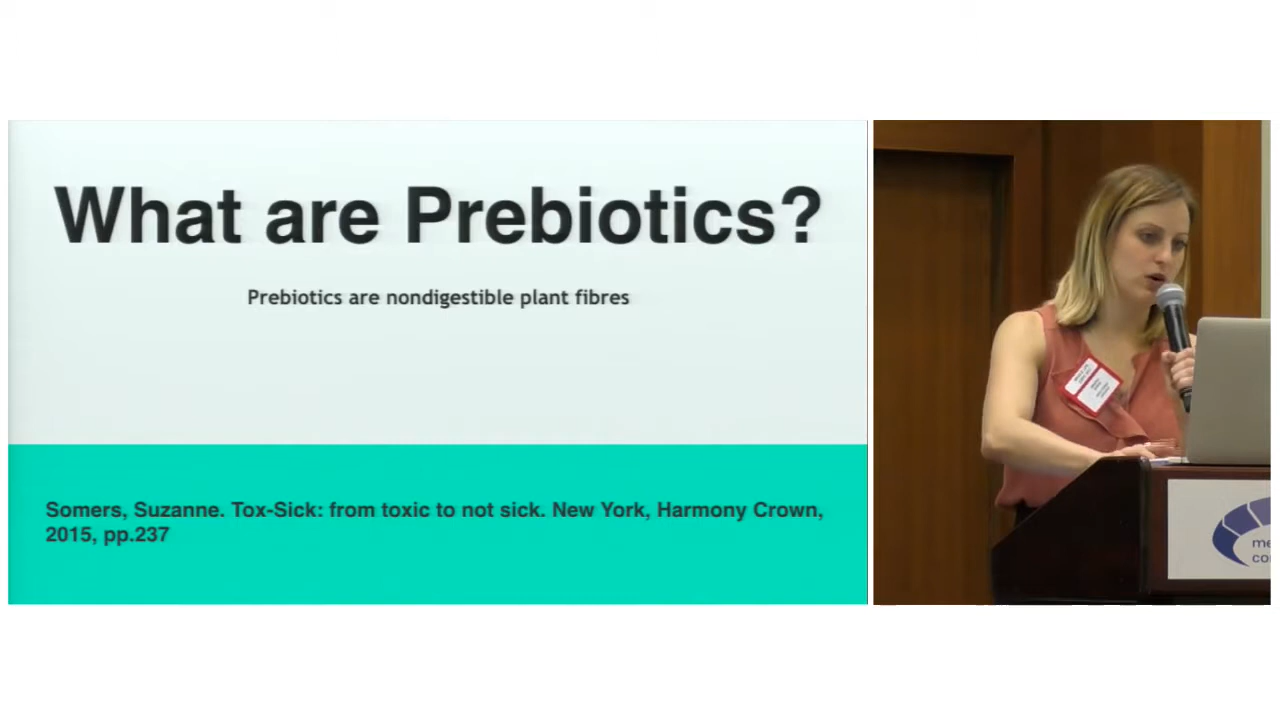 What are Prebiotics?
Prebiotics are nondigestible plant fibres
Somers, Suzanne. Tox-Sick: from toxic to not sick. New York, Harmony Crown,
2015, pp.237